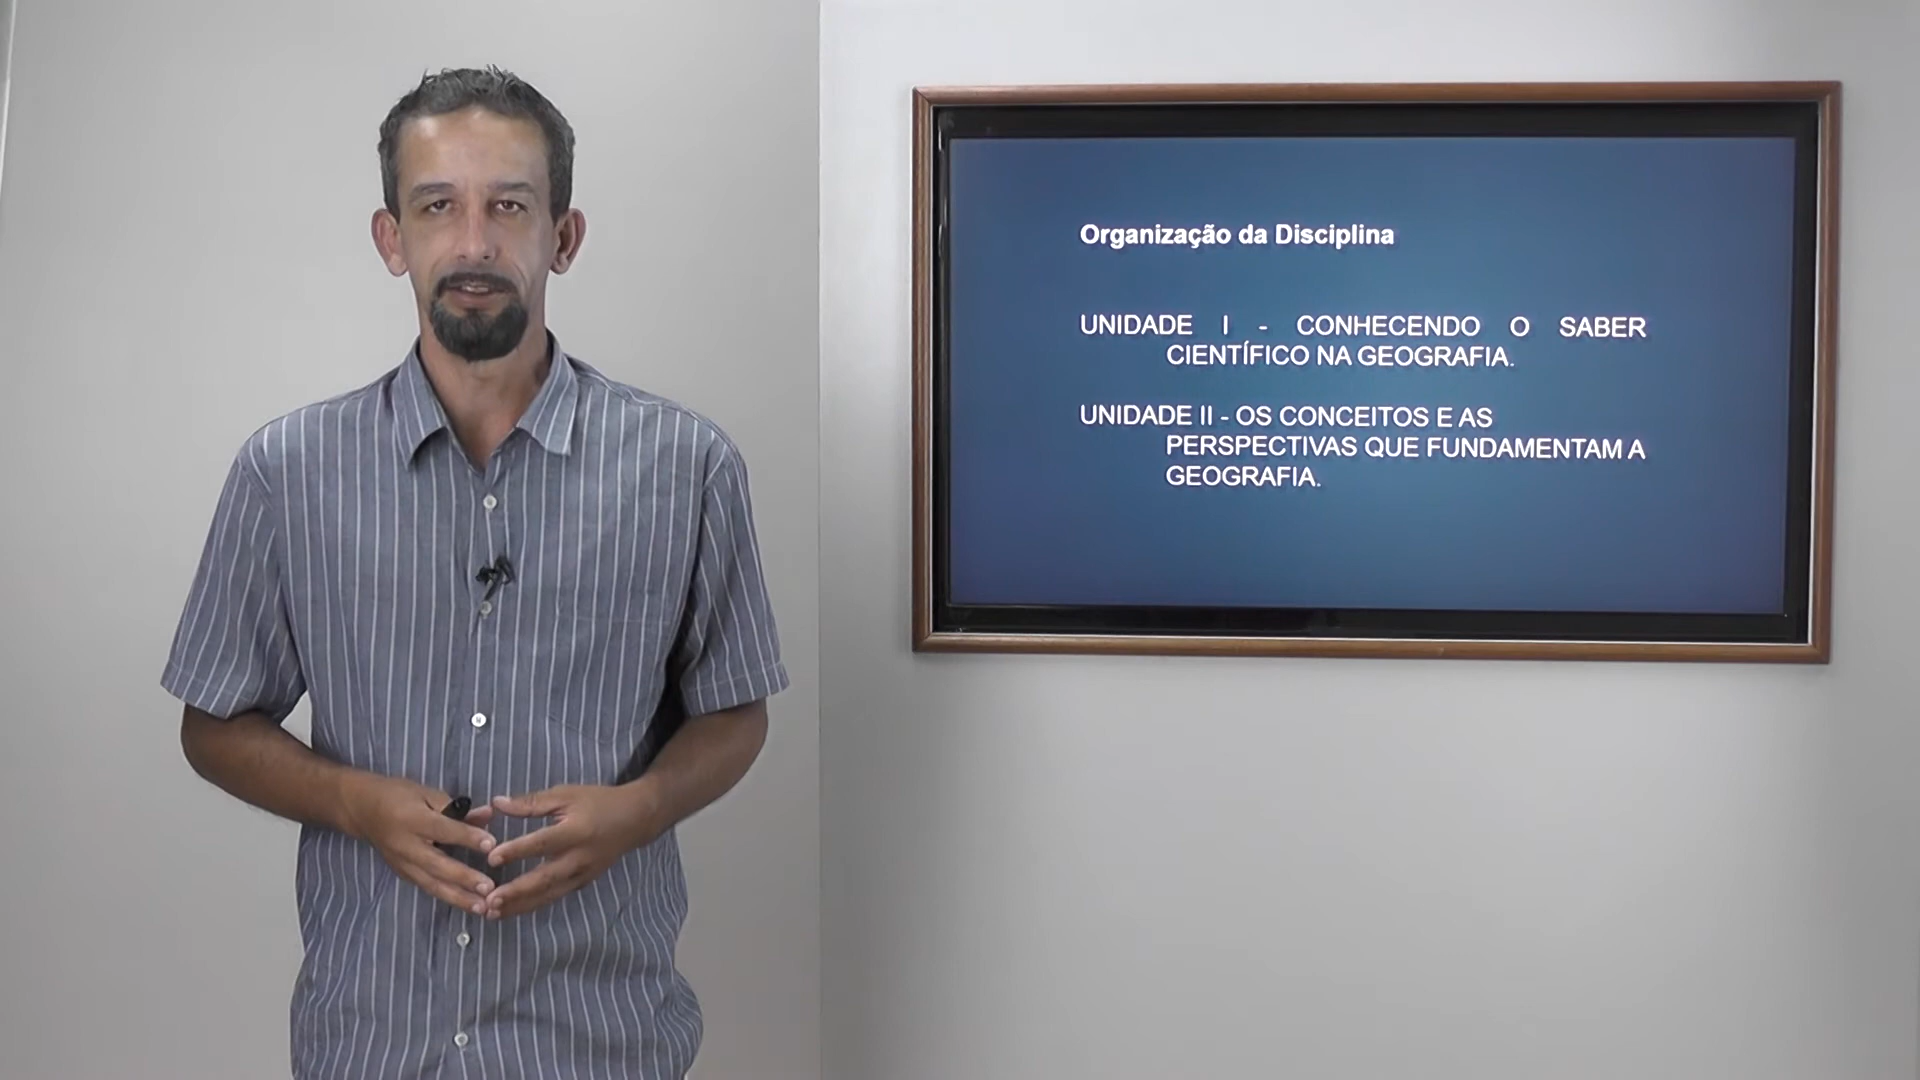 Organização da Disciplina
UNIDADE I - CONHECENDO O SABER
CIENTÍFICO NA GEOGRAFIA.
UNIDADE II - OS CONCEITOS E AS
PERSPECTIVAS QUE FUNDAMENTAM A
GEOGRAFIA.